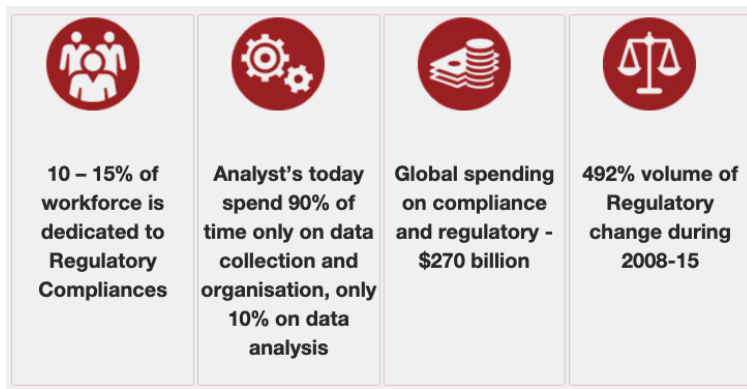 10 – 15% of
workforce is
dedicated to
Regulatory
Compliances
Analyst's today
spend 90% of
time only on data
collection and
organisation, only
10% on data
analysis
Global spending
on compliance
and regulatory -
$270 billion
492% volume of
Regulatory
change during
2008-15